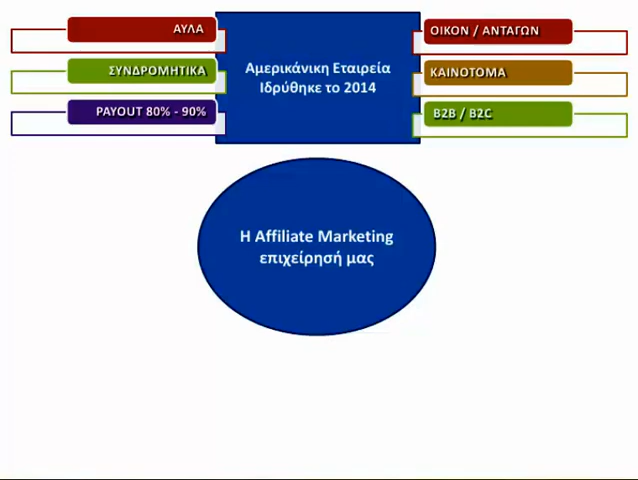 ΑΥΛΑ
ΣΥΝΔΡΟΜΗΤΙΚΑ
PAYOUT 80% - 90%
Αμερικάνικη Εταιρεία
Ιδρύθηκε το 2014
ΟΙΚΟΝ / ΑΝΤΑΓΩΝ
ΚΑΙΝΟΤΟΜΑ
B2B / B2C
Η Affiliate Marketing
επιχείρησή μας